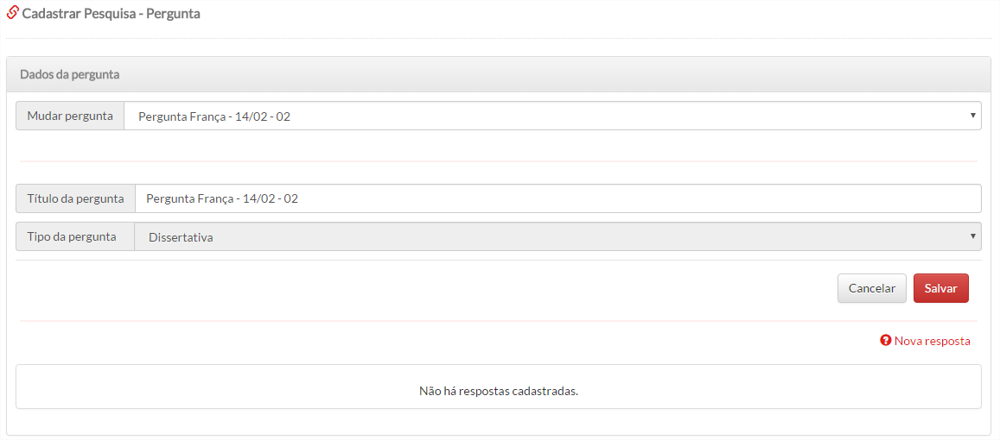 Cadastrar Pesquisa - Pergunta
Dados da pergunta
Mudar pergunta Pergunta França - 14/02 - 02
Título da pergunta Pergunta França - 14/02 - 02
Tipo da pergunta Dissertativa
Cancelar Salvar
Nova resposta
Não há respostas cadastradas.